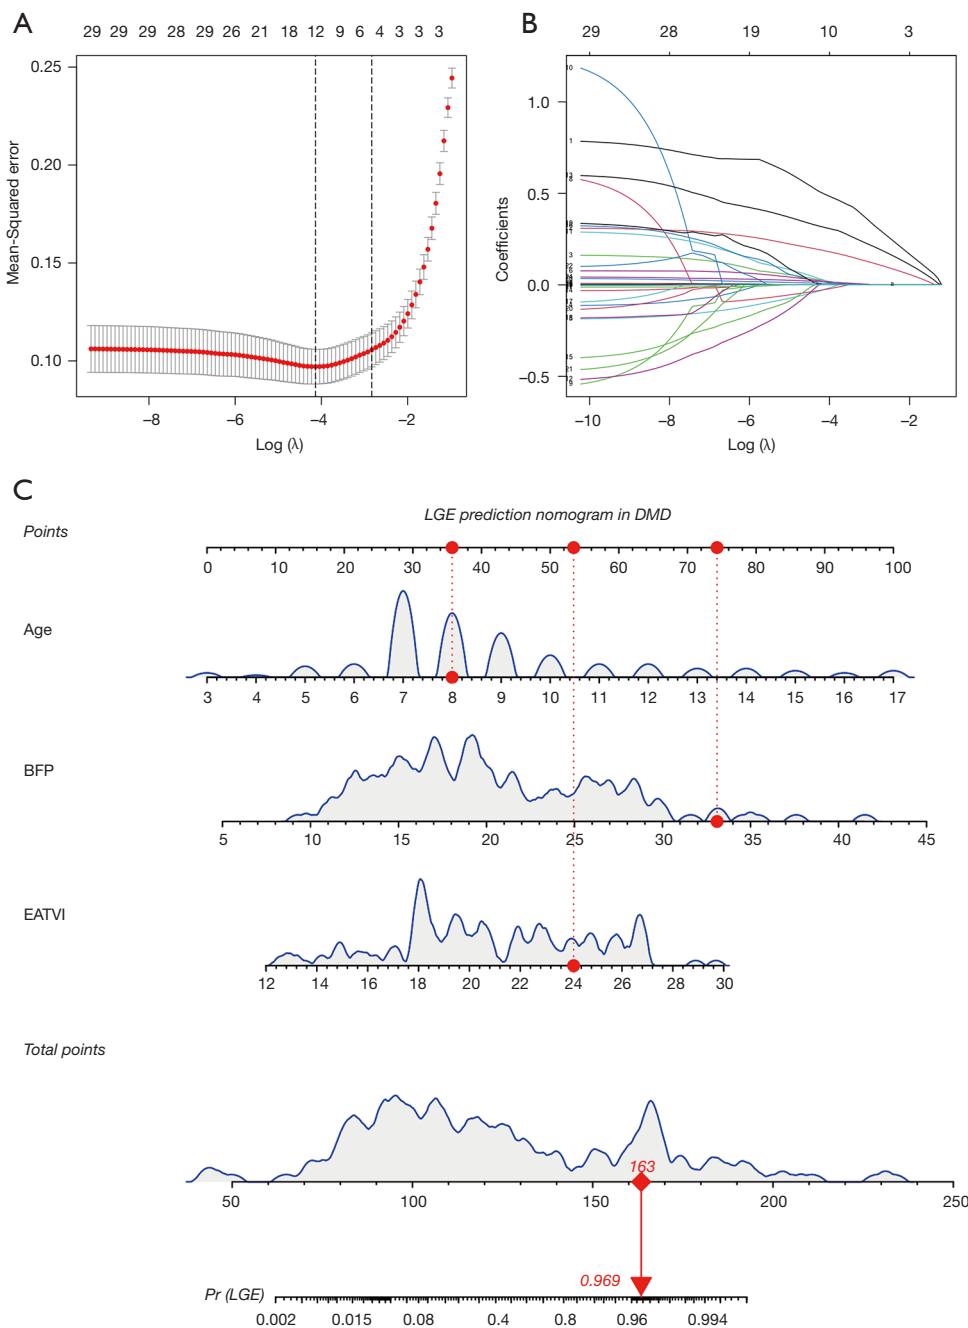 A
29 29 29 28 29 26 21 18 12 9 6 4 3 3 3
0.25
0.20
0.15
0.10
Mean-Squared error
−8 −6 −4 −2
Log (λ)
B
29 28 19 10 3
1.0
0.5
0.0
−0.5
Coefficients
10
1
3
15
21
9
−10 −8 −6 −4 −2
Log (λ)
C
LGE prediction nomogram in DMD
Points
0 10 20 30 40 50 60 70 80 90 100
Age
3 4 5 6 7 8 9 10 11 12 13 14 15 16 17
BFP
5 10 15 20 25 30 35 40 45
EATVI
12 14 16 18 20 22 24 26 28 30
Total points
163
50 100 150 200 250
0.969
Pr (LGE)
0.002 0.015 0.08 0.4 0.8 0.96 0.994